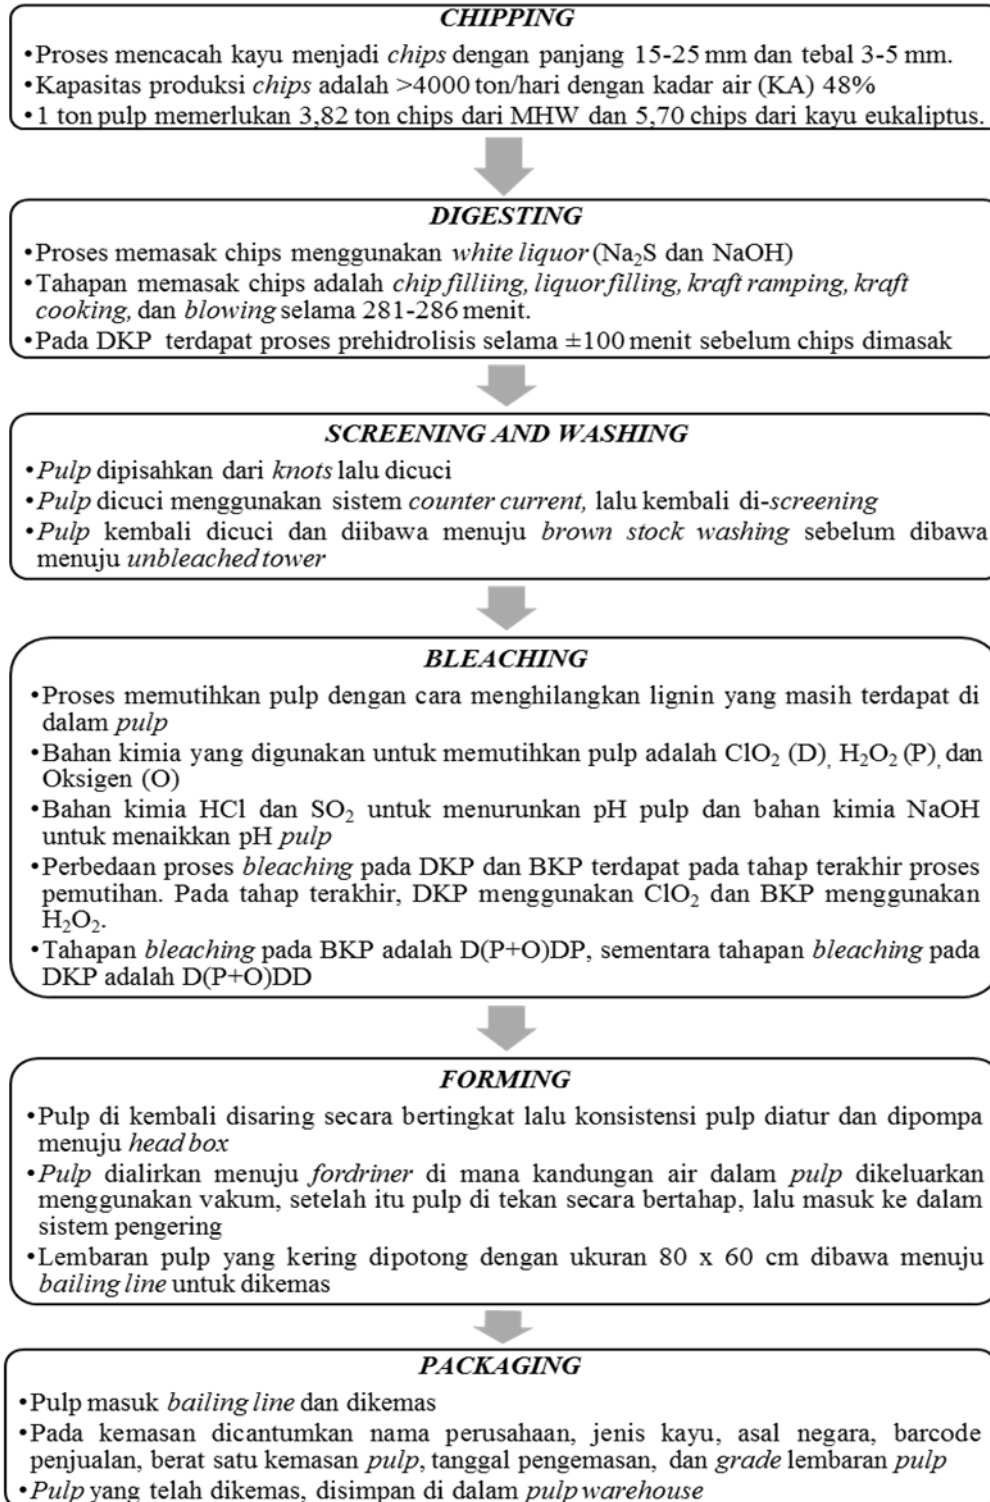 CHIPPING
•Proses mencacah kayu menjadi chips dengan panjang 15-25 mm dan tebal 3-5 mm.
•Kapasitas produksi chips adalah >4000 ton/hari dengan kadar air (KA) 48%
•1 ton pulp memerlukan 3,82 ton chips dari MHW dan 5,70 chips dari kayu eukaliptus.
DIGESTING
•Proses memasak chips menggunakan white liquor (Na₂S dan NaOH)
•Tahapan memasak chips adalah chip filliing, liquor filling, kraft ramping, kraft
cooking, dan blowing selama 281-286 menit.
•Pada DKP terdapat proses prehidrolisis selama ±100 menit sebelum chips dimasak
SCREENING AND WASHING
•Pulp dipisahkan dari knots lalu dicuci
•Pulp dicuci menggunakan sistem counter current, lalu kembali di-screening
•Pulp kembali dicuci dan diibawa menuju brown stock washing sebelum dibawa
menuju unbleached tower
BLEACHING
•Proses memutihkan pulp dengan cara menghilangkan lignin yang masih terdapat di
dalam pulp
•Bahan kimia yang digunakan untuk memutihkan pulp adalah ClO₂ (D), H₂O₂ (P), dan
Oksigen (O)
•Bahan kimia HCl dan SO₂ untuk menurunkan pH pulp dan bahan kimia NaOH
untuk menaikkan pH pulp
•Perbedaan proses bleaching pada DKP dan BKP terdapat pada tahap terakhir proses
pemutihan. Pada tahap terakhir, DKP menggunakan ClO₂ dan BKP menggunakan
H₂O₂.
•Tahapan bleaching pada BKP adalah D(P+O)DP, sementara tahapan bleaching pada
DKP adalah D(P+O)DD
FORMING
•Pulp di kembali disaring secara bertingkat lalu konsistensi pulp diatur dan dipompa
menuju head box
•Pulp dialirkan menuju fordriner di mana kandungan air dalam pulp dikeluarkan
menggunakan vakum, setelah itu pulp di tekan secara bertahap, lalu masuk ke dalam
sistem pengering
•Lembaran pulp yang kering dipotong dengan ukuran 80 x 60 cm dibawa menuju
bailing line untuk dikemas
PACKAGING
•Pulp masuk bailing line dan dikemas
•Pada kemasan dicantumkan nama perusahaan, jenis kayu, asal negara, barcode
penjualan, berat satu kemasan pulp, tanggal pengemasan, dan grade lembaran pulp
•Pulp yang telah dikemas, disimpan di dalam pulp warehouse